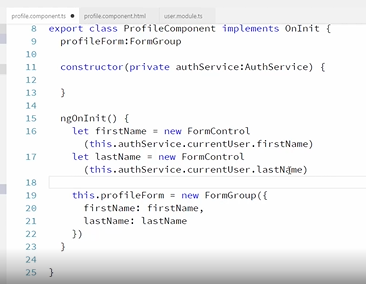 profile.component.ts ● profile.component.html user.module.ts
8 export class ProfileComponent implements OnInit {
9 profileForm:FormGroup
10
11 constructor(private authService:AuthService) {
12
13 }
14
15 ngOnInit() {
16 let firstName = new FormControl
(this.authService.currentUser.firstName)
17 let lastName = new FormControl
(this.authService.currentUser.lastName)
18
19 this.profileForm = new FormGroup({
20 firstName: firstName,
21 lastName: lastName
22 })
23 }
24
25 }